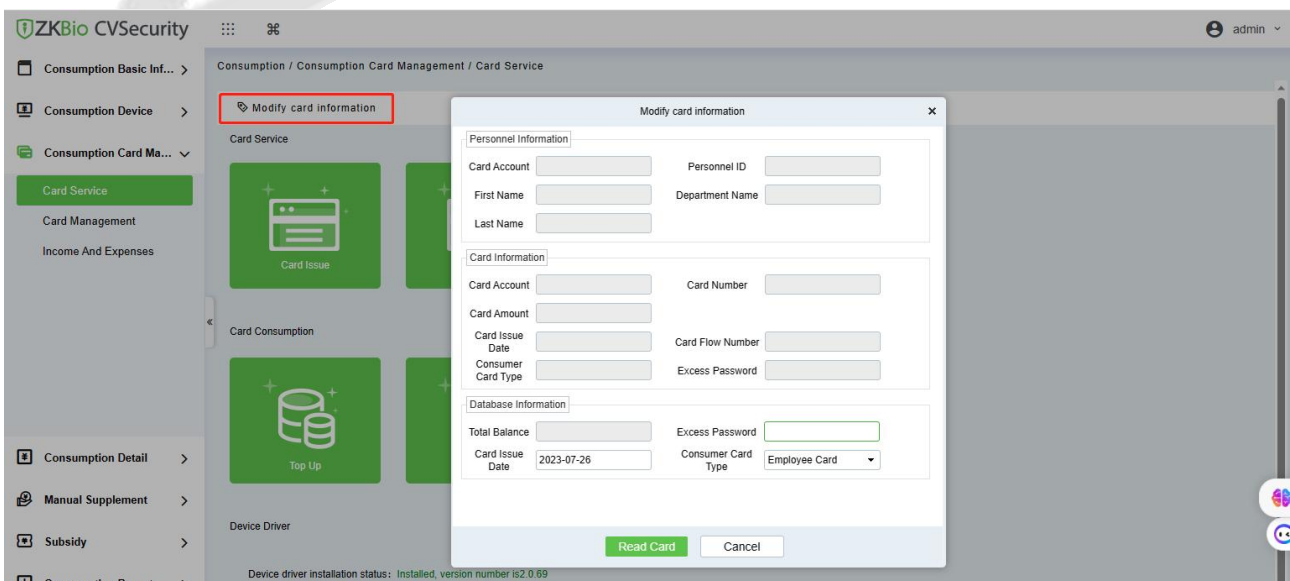 ZKBio CVSecurity
admin
Consumption Basic Inf...
Consumption Device
Consumption Card Ma...
Card Service
Card Management
Income And Expenses
Consumption Detail
Manual Supplement
Subsidy
Consumption / Consumption Card Management / Card Service
Modify card information
Card Service
Card Issue
Card Consumption
Top Up
Device Driver
Device driver installation status: Installed, version number is2.0.69
Modify card information
Personnel Information
Card Account
Personnel ID
First Name
Department Name
Last Name
Card Information
Card Account
Card Number
Card Amount
Card Issue
Date
Card Flow Number
Consumer
Card Type
Excess Password
Database Information
Total Balance
Excess Password
Card Issue
Date
2023-07-26
Consumer Card
Type
Employee Card
Read Card
Cancel